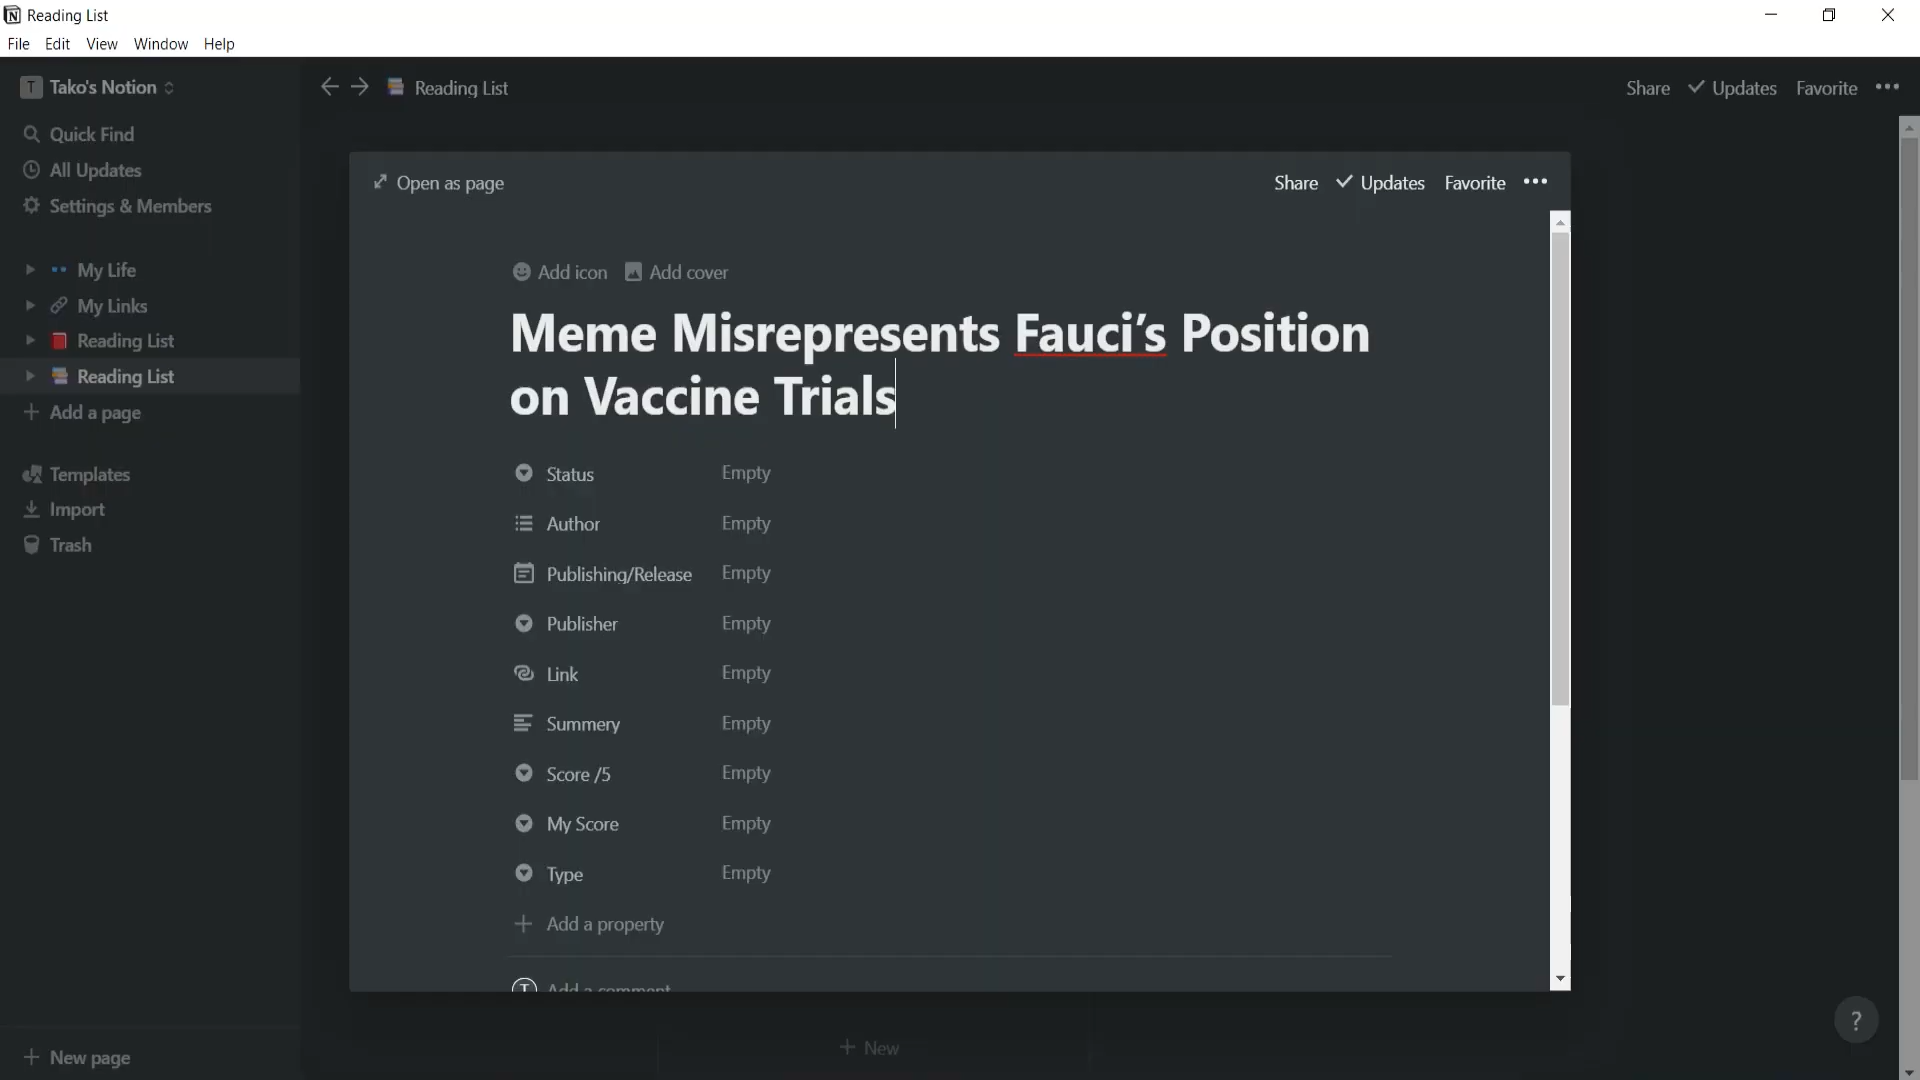 Reading List
File Edit View Window Help
T Tako's Notion
Reading List
Share Updates Favorite
Quick Find
All Updates
Settings & Members
My Life
My Links
Reading List
Reading List
Add a page
Templates
Import
Trash
New page
Open as page
Share Updates Favorite
Add icon Add cover
Meme Misrepresents Fauci’s Position
on Vaccine Trials
Status Empty
Author Empty
Publishing/Release Empty
Publisher Empty
Link Empty
Summery Empty
Score /5 Empty
My Score Empty
Type Empty
Add a property
T Add a comment
New
?